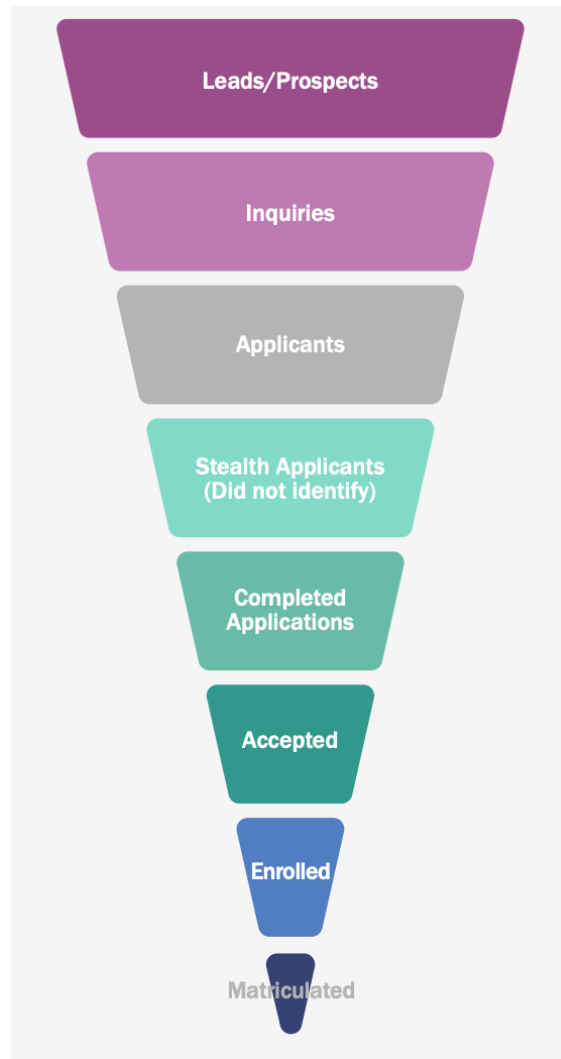 Leads/Prospects
Inquiries
Applicants
Stealth Applicants
(Did not identify)
Completed
Applications
Accepted
Enrolled
Matriculated